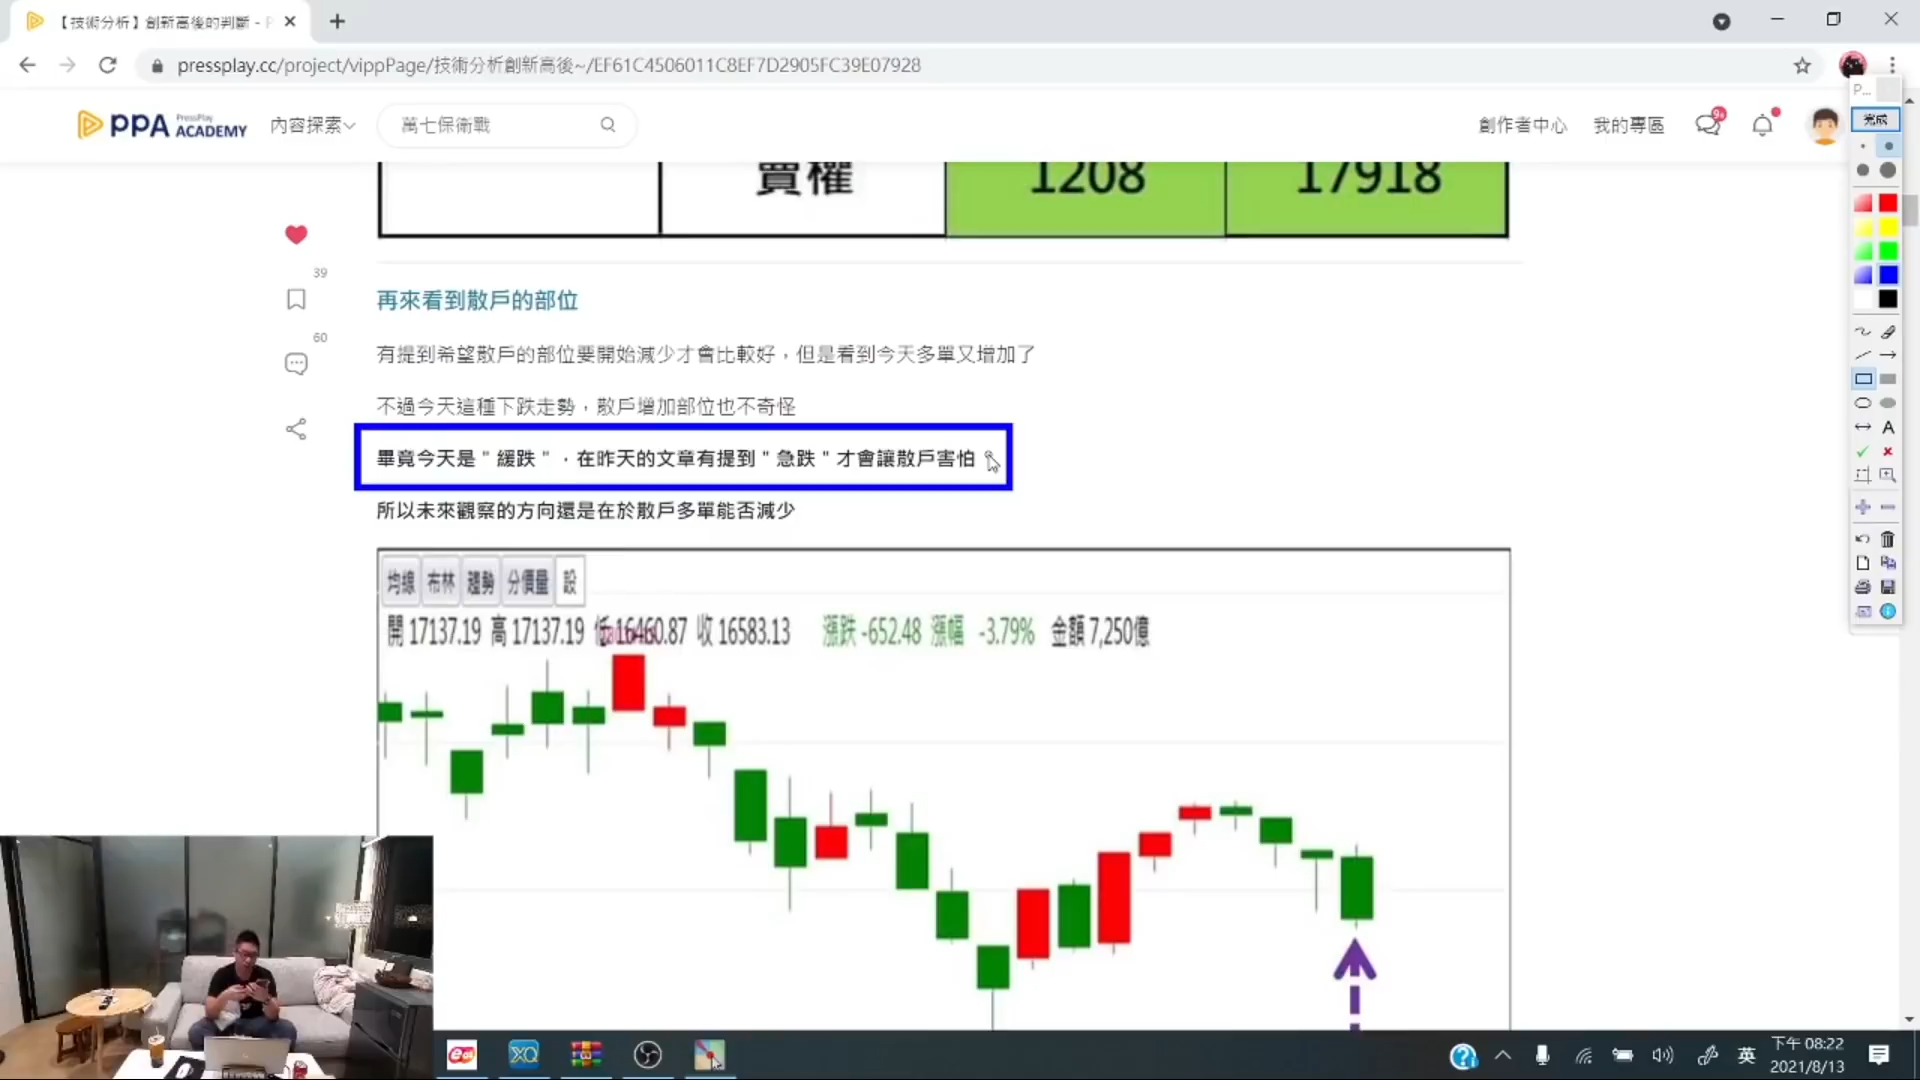 【技術分析】創新高後的判斷 - P
pressplay.cc/project/vippPage/技術分析創新高後~/EF61C4506011C8EF7D2905FC39E07928
P...
PPA PressPlay ACADEMY
內容探索
萬七保衛戰
創作者中心
我的專區
9+
完成
賣權 1208 17918
39
60
再來看到散戶的部位
有提到希望散戶的部位要開始減少才會比較好，但是看到今天多單又增加了
不過今天這種下跌走勢，散戶增加部位也不奇怪
畢竟今天是＂緩跌＂，在昨天的文章有提到＂急跌＂才會讓散戶害怕
所以未來觀察的方向還是在於散戶多單能否減少
均線 布林 趨勢 分價量 設
開 17137.19 高 17137.19 低 16460.87 收 16583.13 漲跌 -652.48 漲幅 -3.79% 金額 7,250億
A
XQ
英
下午 08:22
2021/8/13